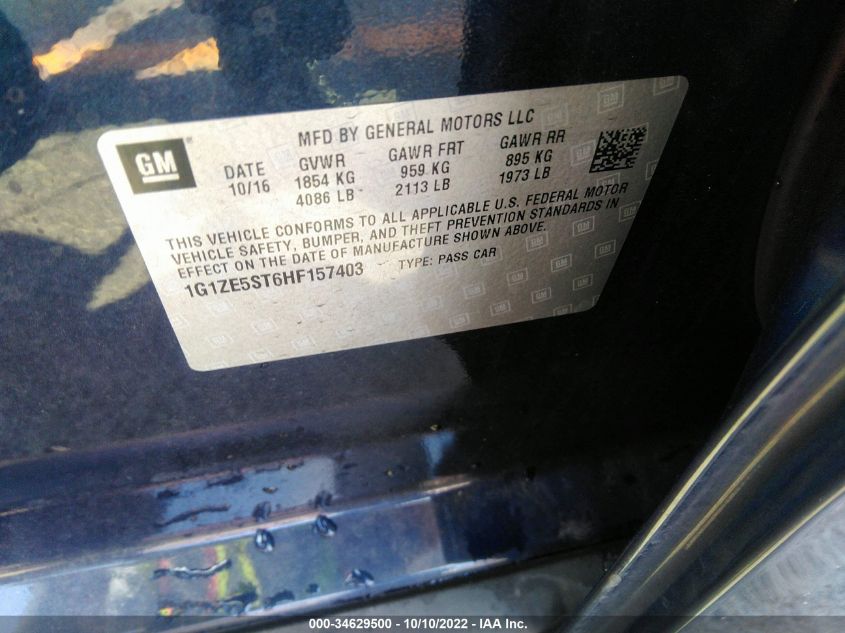 GM
MFD BY GENERAL MOTORS LLC
DATE GVWR GAWR FRT GAWR RR
10/16 1854 KG 959 KG 895 KG
4086 LB 2113 LB 1973 LB
THIS VEHICLE CONFORMS TO ALL APPLICABLE U.S. FEDERAL MOTOR
VEHICLE SAFETY, BUMPER, AND THEFT PREVENTION STANDARDS IN
EFFECT ON THE DATE OF MANUFACTURE SHOWN ABOVE.
1G1ZE5ST6HF157403 TYPE: PASS CAR
000-34629500 - 10/10/2022 - IAA Inc.